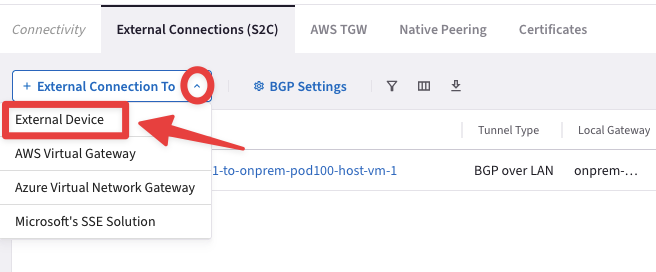 Connectivity External Connections (S2C) AWS TGW Native Peering Certificates
+ External Connection To BGP Settings
External Device
Tunnel Type Local Gateway
AWS Virtual Gateway
1-to-onprem-pod100-host-vm-1 BGP over LAN onprem-...
Azure Virtual Network Gateway
Microsoft's SSE Solution